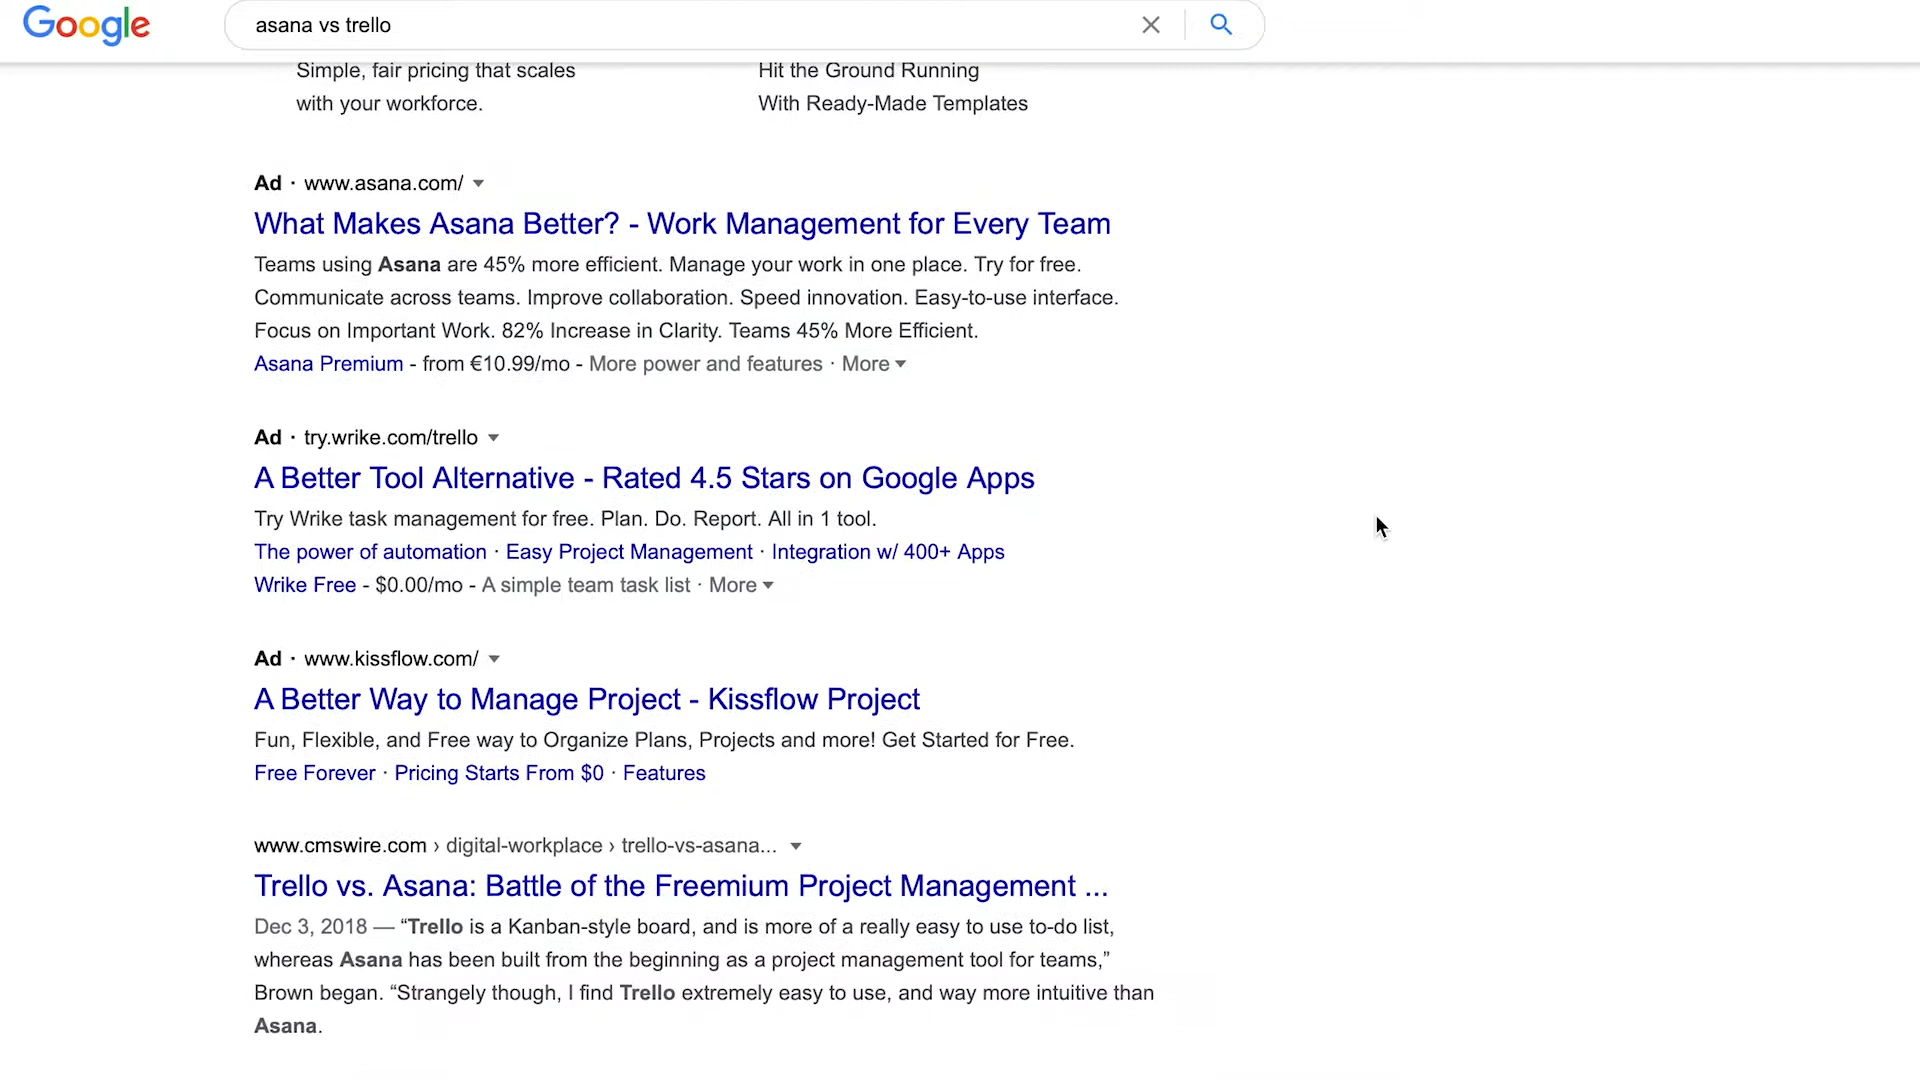 Google
asana vs trello
Simple, fair pricing that scales
with your workforce.
Hit the Ground Running
With Ready-Made Templates
Ad · www.asana.com/
What Makes Asana Better? - Work Management for Every Team
Teams using Asana are 45% more efficient. Manage your work in one place. Try for free.
Communicate across teams. Improve collaboration. Speed innovation. Easy-to-use interface.
Focus on Important Work. 82% Increase in Clarity. Teams 45% More Efficient.
Asana Premium - from €10.99/mo - More power and features · More
Ad · try.wrike.com/trello
A Better Tool Alternative - Rated 4.5 Stars on Google Apps
Try Wrike task management for free. Plan. Do. Report. All in 1 tool.
The power of automation · Easy Project Management · Integration w/ 400+ Apps
Wrike Free - $0.00/mo - A simple team task list · More
Ad · www.kissflow.com/
A Better Way to Manage Project - Kissflow Project
Fun, Flexible, and Free way to Organize Plans, Projects and more! Get Started for Free.
Free Forever · Pricing Starts From $0 · Features
www.cmswire.com › digital-workplace › trello-vs-asana...
Trello vs. Asana: Battle of the Freemium Project Management ...
Dec 3, 2018 — “Trello is a Kanban-style board, and is more of a really easy to use to-do list,
whereas Asana has been built from the beginning as a project management tool for teams,”
Brown began. “Strangely though, I find Trello extremely easy to use, and way more intuitive than
Asana.